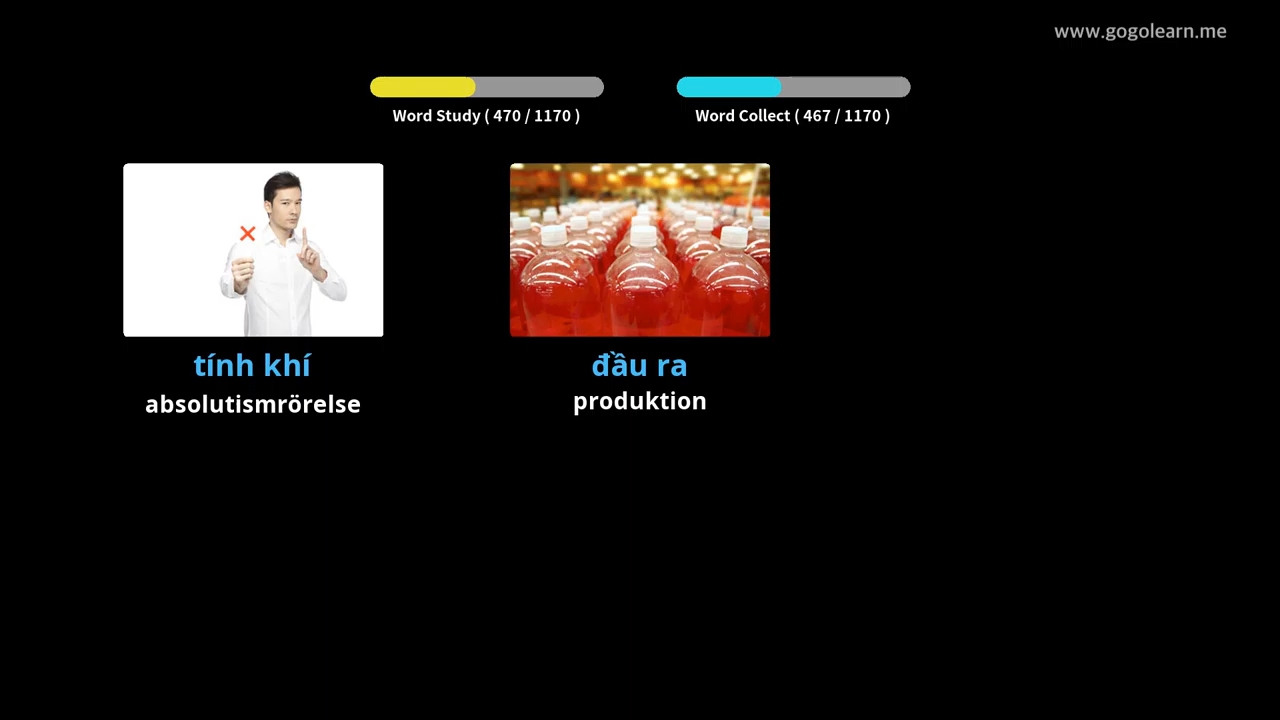 www.gogolearn.me
Word Study ( 470 / 1170 )
Word Collect ( 467 / 1170 )
tính khí
absolutismrörelse
đầu ra
produktion